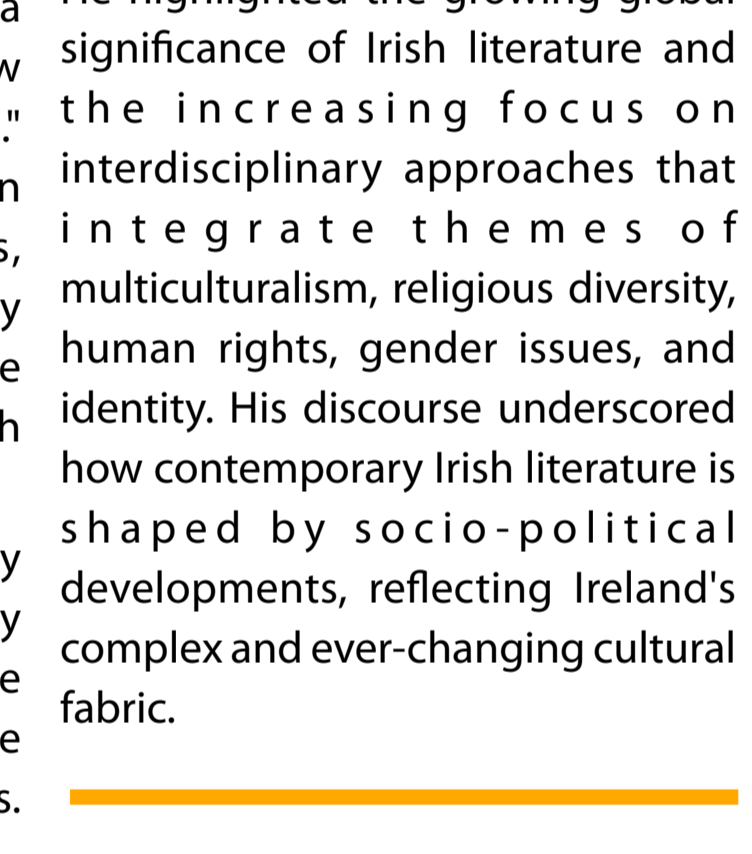 significance of Irish literature and
the increasing focus on
interdisciplinary approaches that
integrate themes of
multiculturalism, religious diversity,
human rights, gender issues, and
identity. His discourse underscored
how contemporary Irish literature is
shaped by socio-political
developments, reflecting Ireland's
complex and ever-changing cultural
fabric.